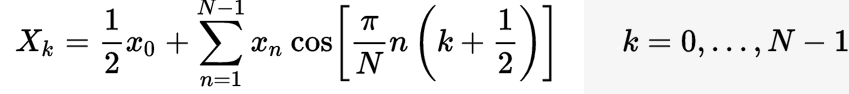 $X_k = \frac{1}{2}x_0 + \sum_{n=1}^{N-1} x_n \cos\left[\frac{\pi}{N}n\left(k+\frac{1}{2}\right)\right] \quad k = 0, \ldots, N-1$